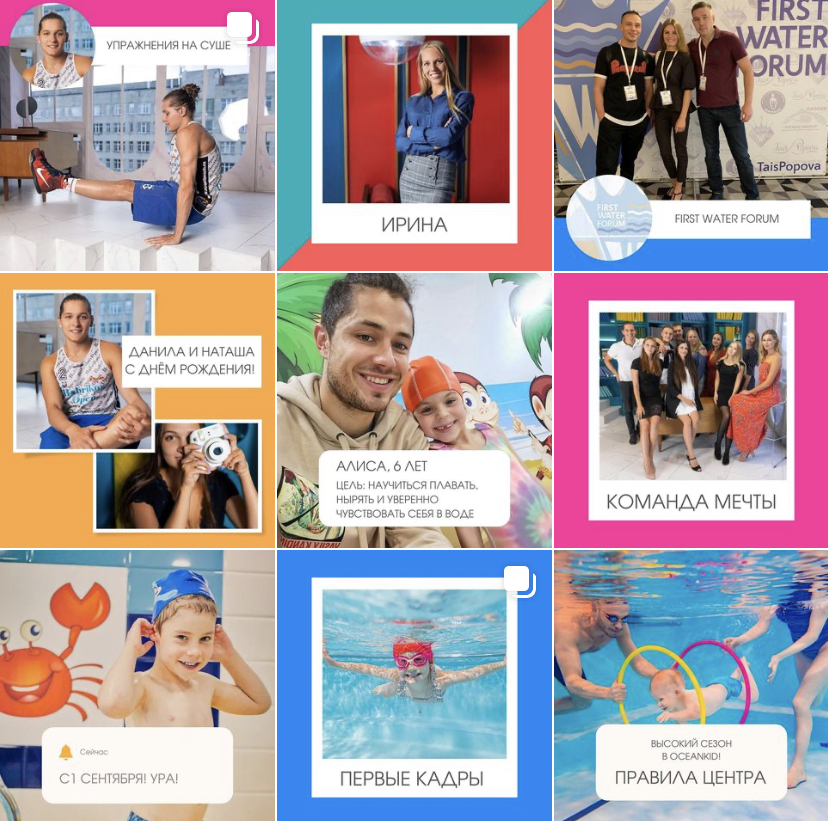 УПРАЖНЕНИЯ НА СУШЕ
ИРИНА
FIRST
WATER
FORUM
TaisPopova
FIRST
WATER
FORUM
FIRST WATER FORUM
ДАНИЛА И НАТАША
С ДНЁМ РОЖДЕНИЯ!
АЛИСА, 6 ЛЕТ
ЦЕЛЬ: НАУЧИТЬСЯ ПЛАВАТЬ,
НЫРЯТЬ И УВЕРЕННО
ЧУВСТВОВАТЬ СЕБЯ В ВОДЕ
КОМАНДА МЕЧТЫ
Сейчас
С 1 СЕНТЯБРЯ! УРА!
ПЕРВЫЕ КАДРЫ
ВЫСОКИЙ СЕЗОН
В OCEANKID!
ПРАВИЛА ЦЕНТРА